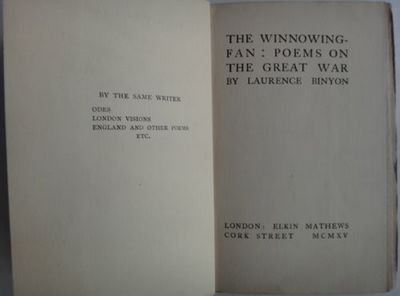 BY THE SAME WRITER
ODES
LONDON VISIONS
ENGLAND AND OTHER POEMS
ETC.
THE WINNOWING-
FAN: POEMS ON
THE GREAT WAR
BY LAURENCE BINYON
LONDON: ELKIN MATHEWS
CORK STREET MCMXV